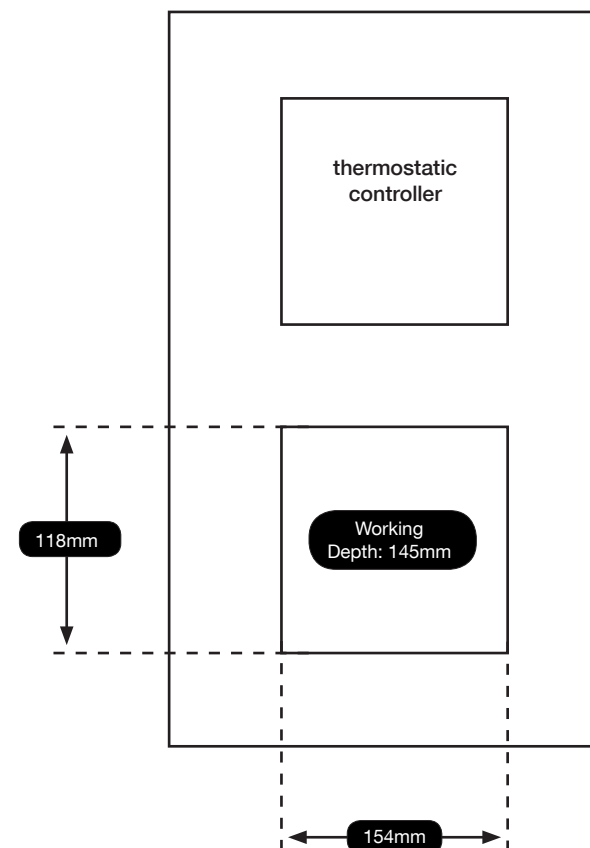 thermostatic
controller
118mm
Working
Depth: 145mm
154mm